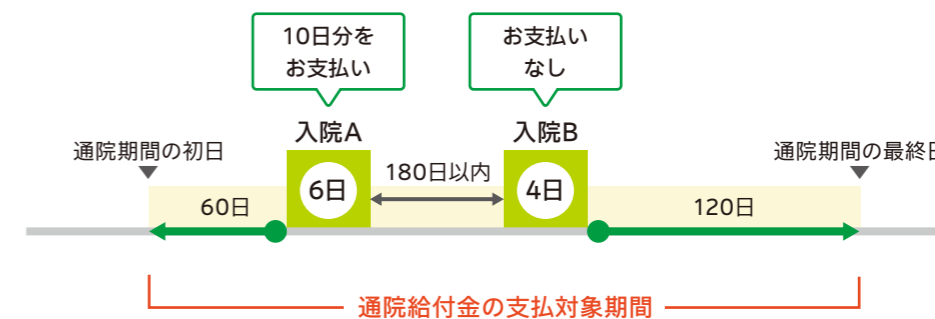 10日分を
お支払い
お支払い
なし
入院A
入院B
通院期間の初日
180日以内
通院期間の最終日
6日
4日
60日
120日
通院給付金の支払対象期間